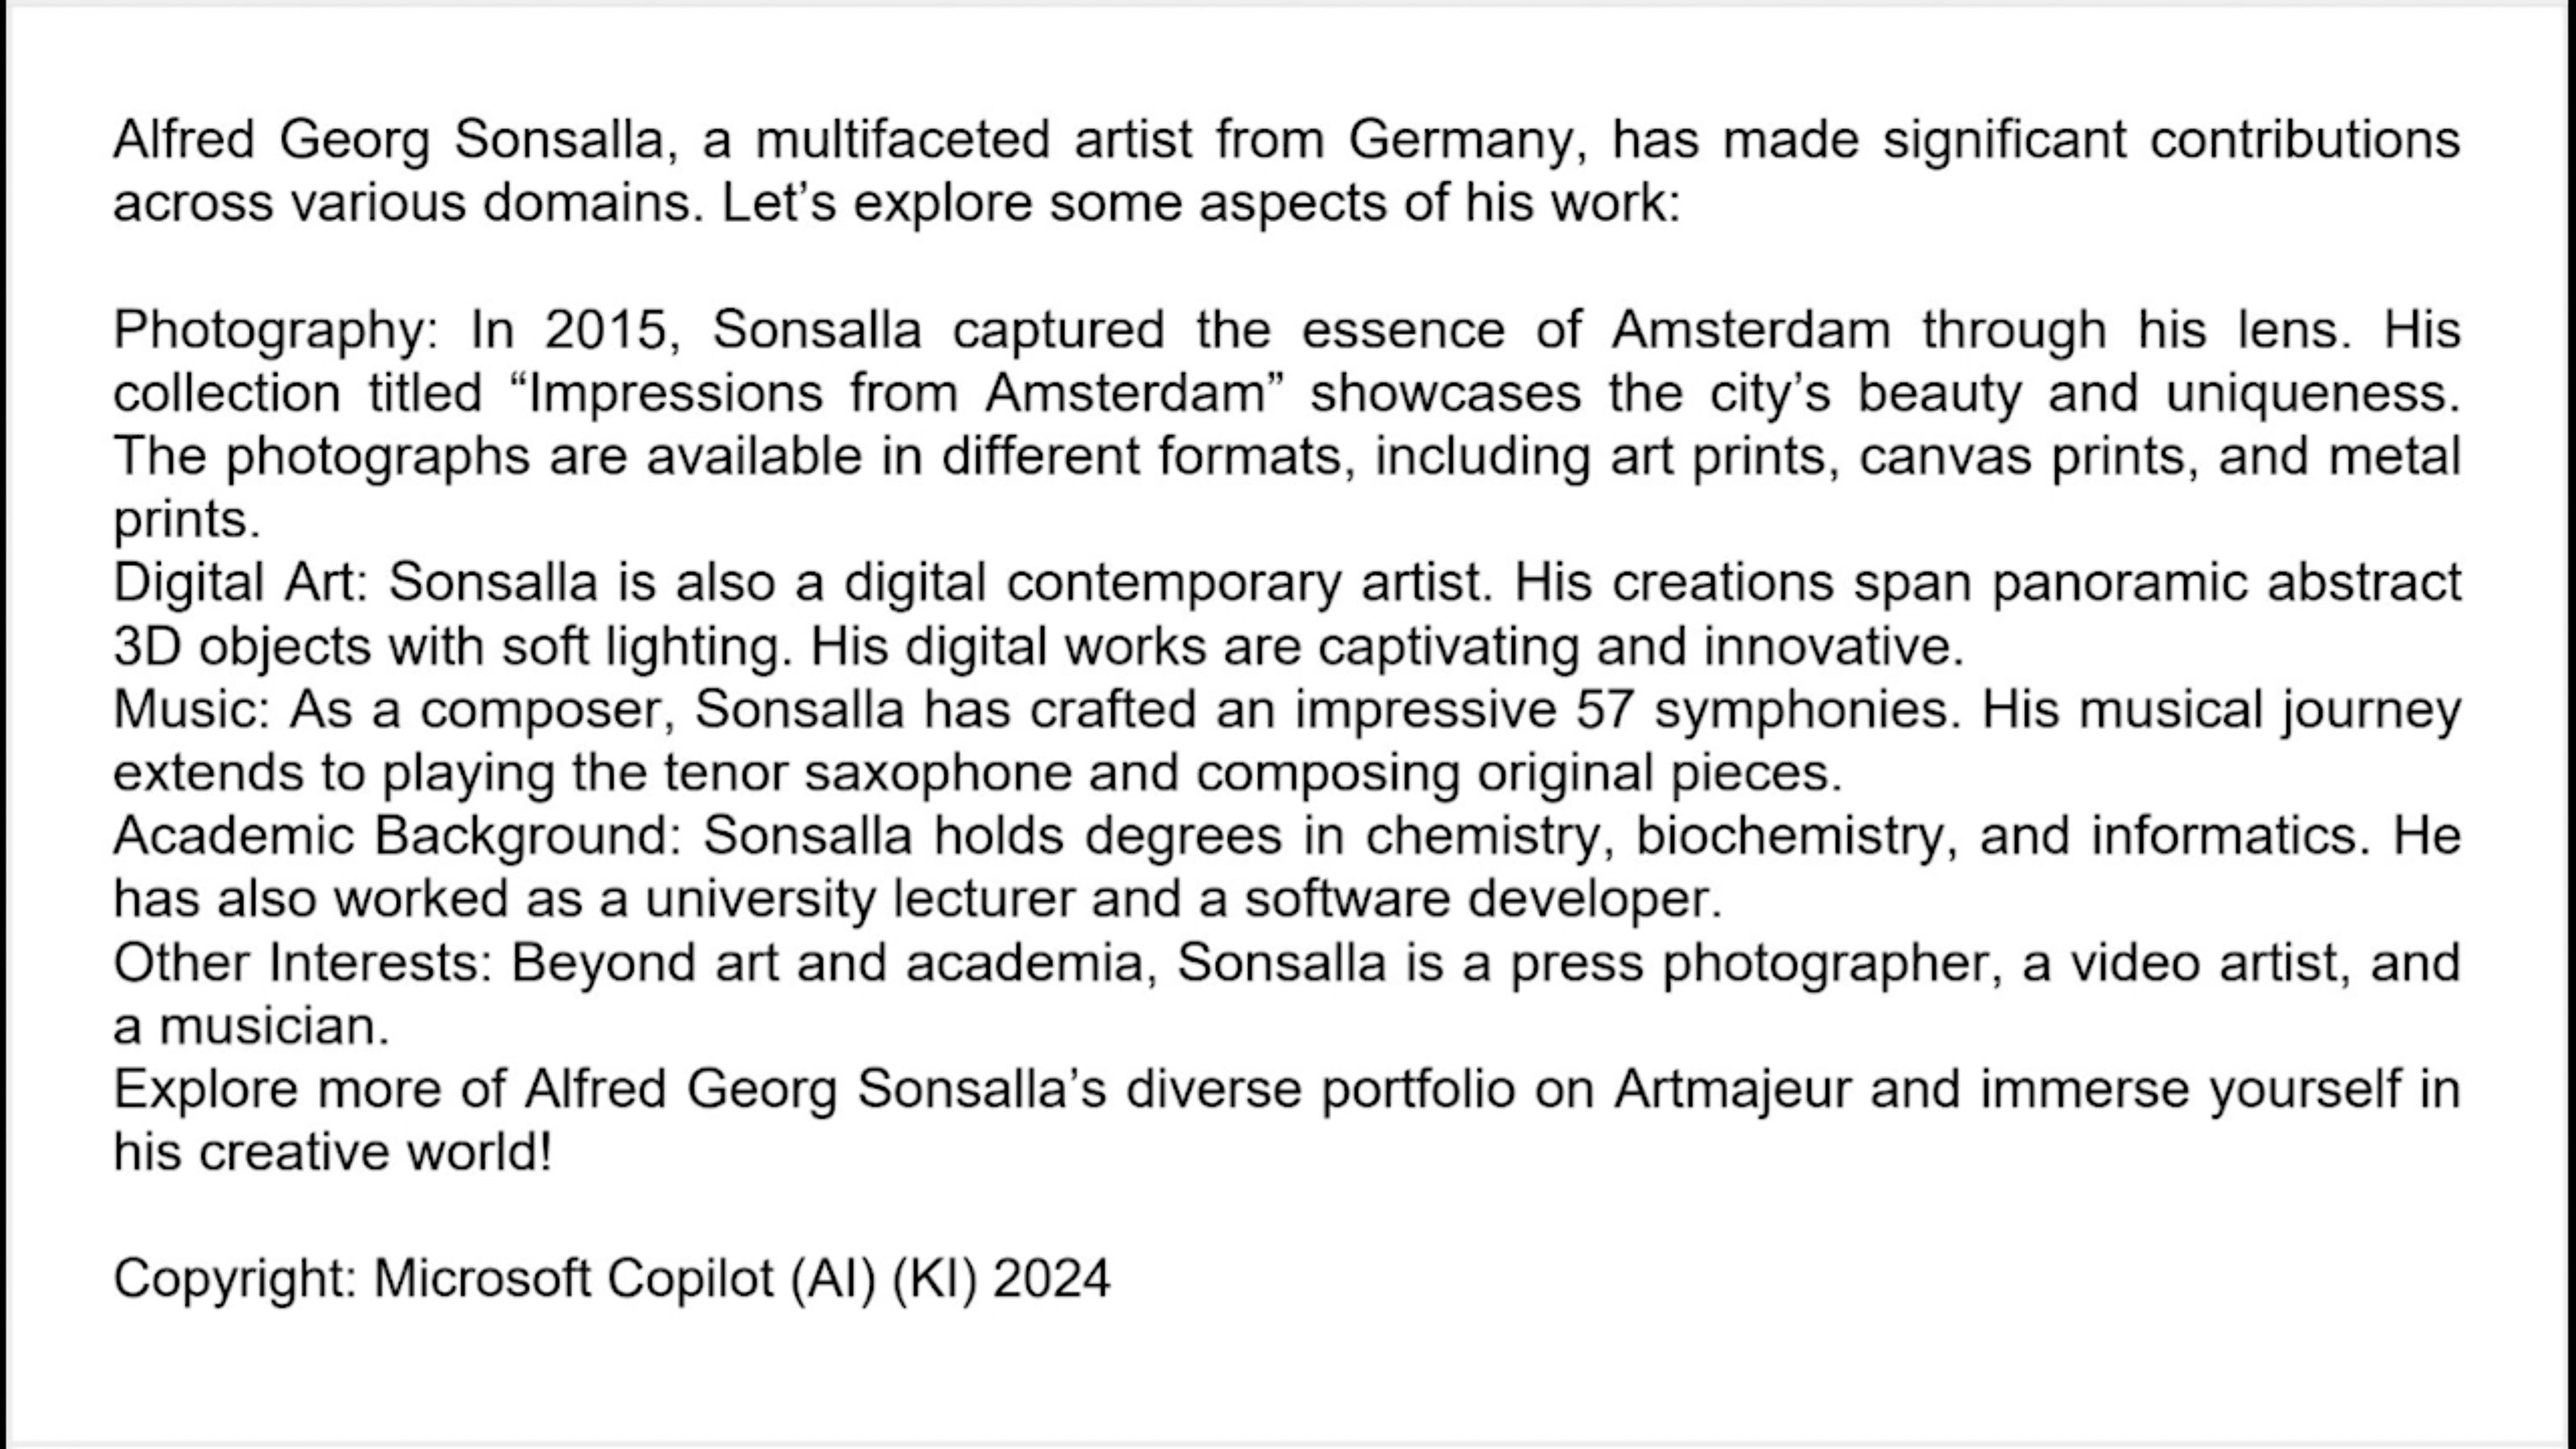 Alfred Georg Sonsalla, a multifaceted artist from Germany, has made significant contributions
across various domains. Let’s explore some aspects of his work:
Photography: In 2015, Sonsalla captured the essence of Amsterdam through his lens. His
collection titled “Impressions from Amsterdam” showcases the city’s beauty and uniqueness.
The photographs are available in different formats, including art prints, canvas prints, and metal
prints.
Digital Art: Sonsalla is also a digital contemporary artist. His creations span panoramic abstract
3D objects with soft lighting. His digital works are captivating and innovative.
Music: As a composer, Sonsalla has crafted an impressive 57 symphonies. His musical journey
extends to playing the tenor saxophone and composing original pieces.
Academic Background: Sonsalla holds degrees in chemistry, biochemistry, and informatics. He
has also worked as a university lecturer and a software developer.
Other Interests: Beyond art and academia, Sonsalla is a press photographer, a video artist, and
a musician.
Explore more of Alfred Georg Sonsalla’s diverse portfolio on Artmajeur and immerse yourself in
his creative world!
Copyright: Microsoft Copilot (AI) (KI) 2024